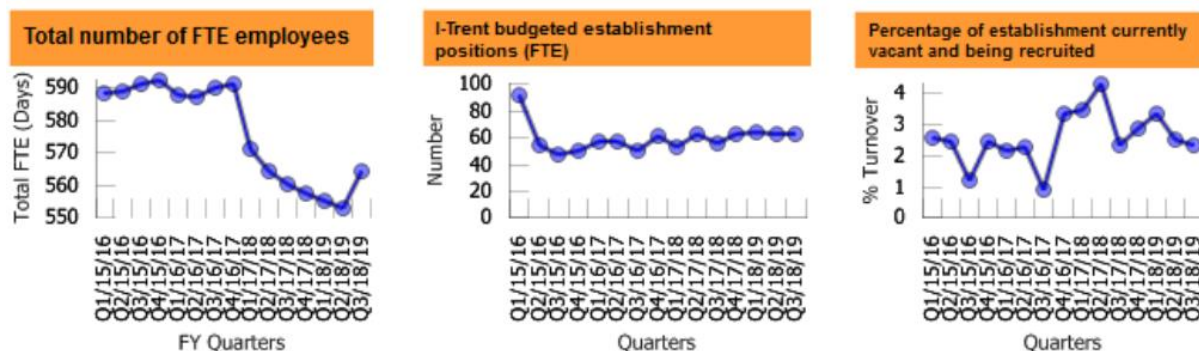 Total number of FTE employees
Total FTE (Days)
590
580
570
560
550
Q1/15/16
Q2/15/16
Q3/15/16
Q4/15/16
Q1/16/17
Q2/16/17
Q3/16/17
Q4/16/17
Q1/17/18
Q2/17/18
Q3/17/18
Q4/17/18
Q1/18/19
Q2/18/19
Q3/18/19
FY Quarters
I-Trent budgeted establishment
positions (FTE)
Number
100
80
60
40
20
0
Q1/15/16
Q2/15/16
Q3/15/16
Q4/15/16
Q1/16/17
Q2/16/17
Q3/16/17
Q4/16/17
Q1/17/18
Q2/17/18
Q3/17/18
Q4/17/18
Q1/18/19
Q2/18/19
Q3/18/19
Quarters
Percentage of establishment currently
vacant and being recruited
% Turnover
4
3
2
1
0
Q1/15/16
Q2/15/16
Q3/15/16
Q4/15/16
Q1/16/17
Q2/16/17
Q3/16/17
Q4/16/17
Q1/17/18
Q2/17/18
Q3/17/18
Q4/17/18
Q1/18/19
Q2/18/19
Q3/18/19
Quarters